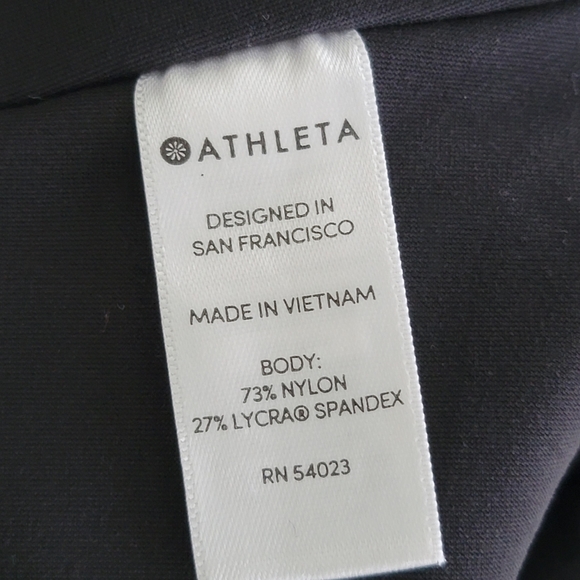 ATHLETA
DESIGNED IN
SAN FRANCISCO
MADE IN VIETNAM
BODY:
73% NYLON
27% LYCRA® SPANDEX
RN 54023